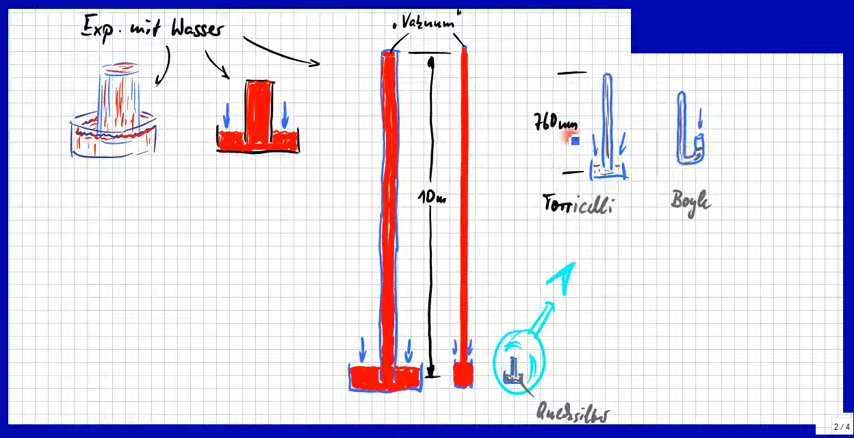 Exp. mit Wasser
„Vakuum"
760mm
10m
Torricelli
Boyle
Quecksilber
2/4